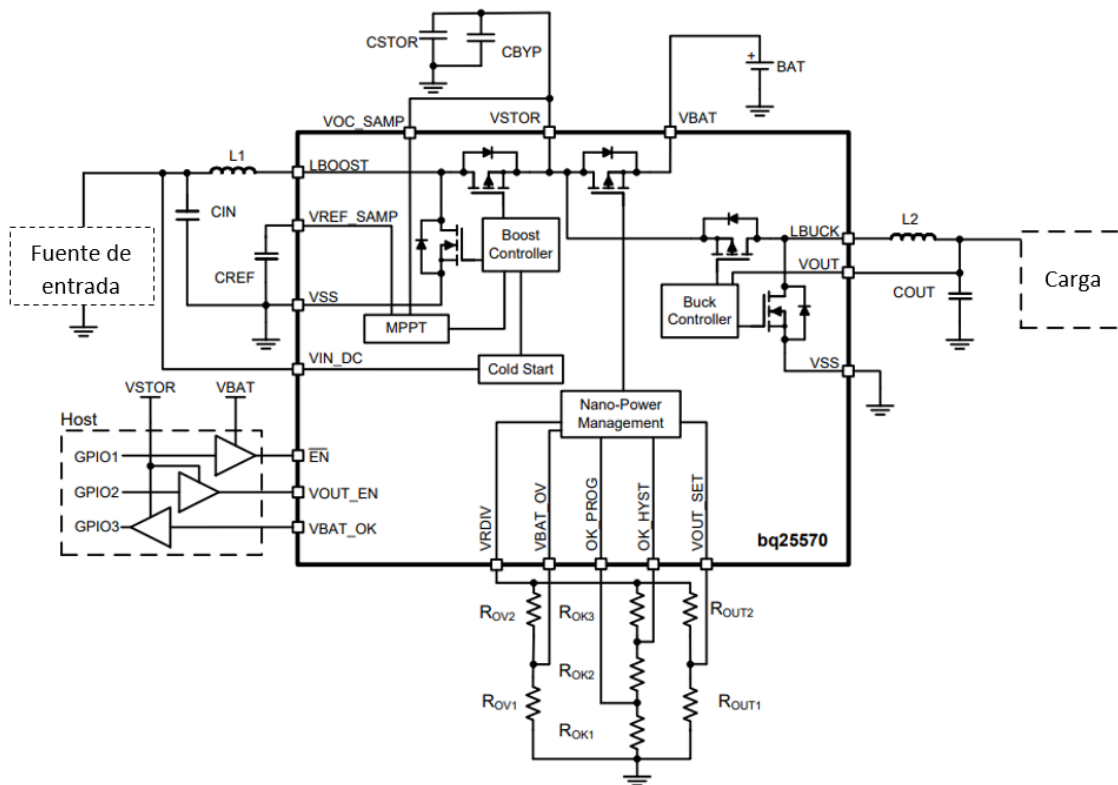 CSTOR
CBYP
BAT
VOC_SAMP
VSTOR
VBAT
L1
LBOOST
CIN
VREF_SAMP
Boost
Controller
L2
LBUCK
Fuente de
entrada
CREF
VOUT
Carga
Buck
Controller
COUT
VSS
MPPT
VIN_DC
Cold Start
VSS
VSTOR
VBAT
Nano-Power
Management
Host
GPIO1
EN
GPIO2
VOUT_EN
GPIO3
VBAT_OK
VRDIV
VBAT_OV
OK_PROG
OK_HYST
VOUT_SET
bq25570
ROV2
ROK3
ROUT2
ROK2
ROV1
ROUT1
ROK1
+